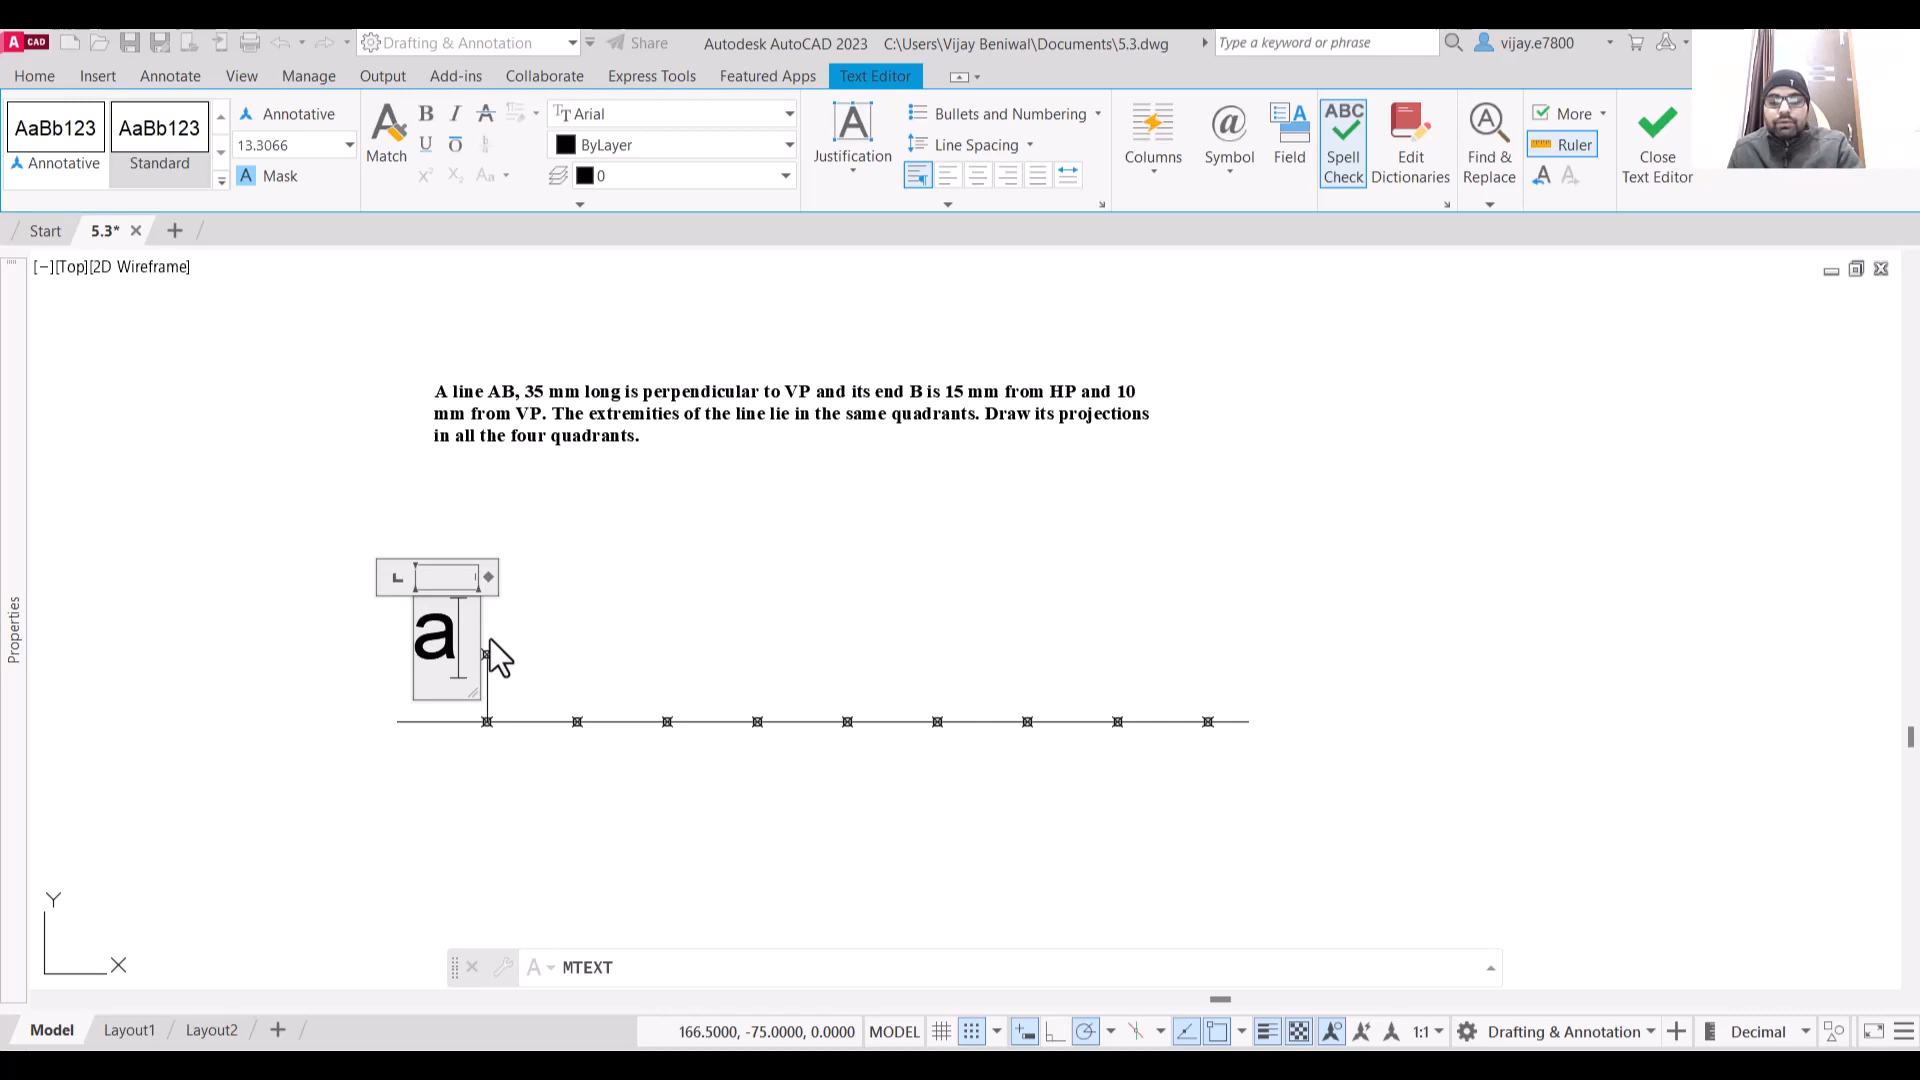 A CAD Drafting & Annotation Share Autodesk AutoCAD 2023 C:\Users\Vijay Beniwal\Documents\5.3.dwg Type a keyword or phrase vijay.e7800
Home Insert Annotate View Manage Output Add-ins Collaborate Express Tools Featured Apps Text Editor
AaBb123 AaBb123 Annotative B I A Arial Bullets and Numbering ABC More
13.3066 U O ByLayer Line Spacing Ruler
Annotative Standard Mask Match 0 Justification Columns Symbol Field Spell Check Edit Dictionaries Find & Replace Close Text Editor
Start 5.3*
[−][Top][2D Wireframe]
A line AB, 35 mm long is perpendicular to VP and its end B is 15 mm from HP and 10
mm from VP. The extremities of the line lie in the same quadrants. Draw its projections
in all the four quadrants.
Properties
a
Y
X
MTEXT
Model Layout1 Layout2 166.5000, -75.0000, 0.0000 MODEL 1:1 Drafting & Annotation Decimal